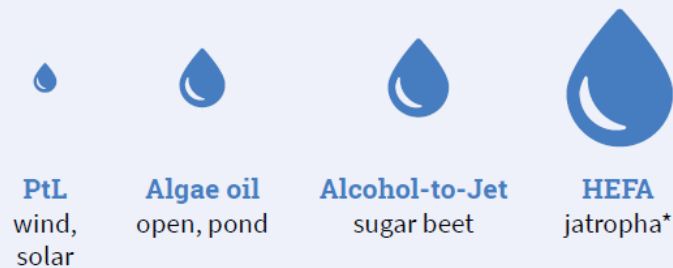 PtL
wind,
solar
Algae oil
open, pond
Alcohol-to-Jet
sugar beet
HEFA
jatropha*